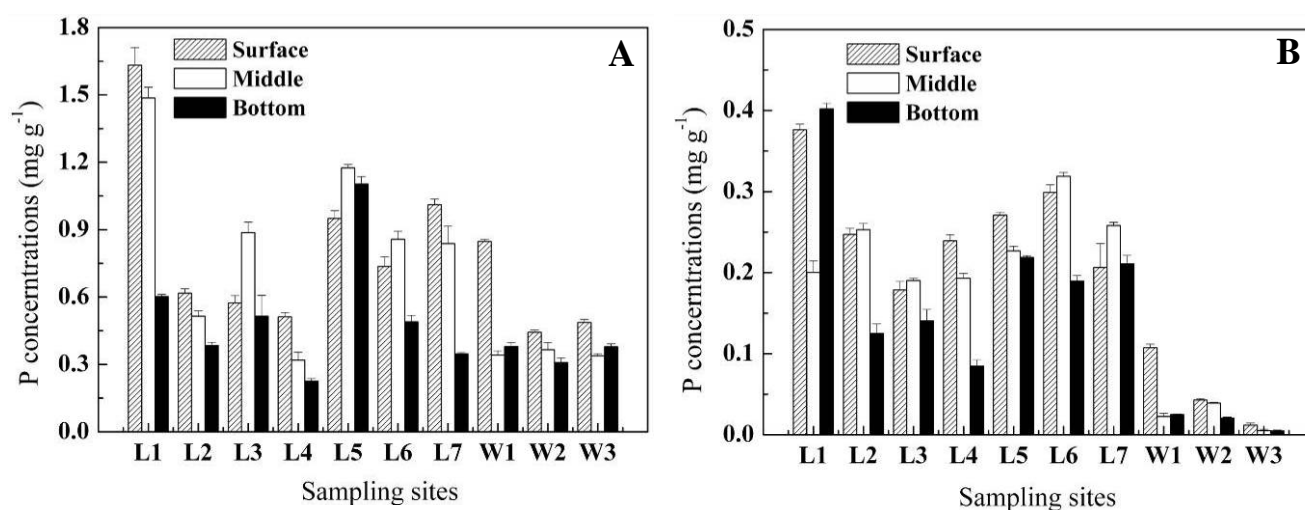 A
Surface
Middle
Bottom
P concentrations (mg g-1)
1.8
1.5
1.2
0.9
0.6
0.3
0.0
L1 L2 L3 L4 L5 L6 L7 W1 W2 W3
Sampling sites
B
Surface
Middle
Bottom
P concentrations (mg g-1)
0.5
0.4
0.3
0.2
0.1
0.0
L1 L2 L3 L4 L5 L6 L7 W1 W2 W3
Sampling sites